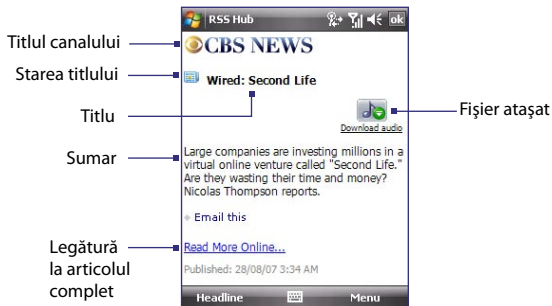 RSS Hub
ok
Titlul canalului
CBS NEWS
Starea titlului
Wired: Second Life
Titlu
Fişier ataşat
Download audio
Sumar
Large companies are investing millions in a
virtual online venture called "Second Life."
Are they wasting their time and money?
Nicolas Thompson reports.
Email this
Legătură
la articolul
complet
Read More Online...
Published: 28/08/07 3:34 AM
Headline
Menu